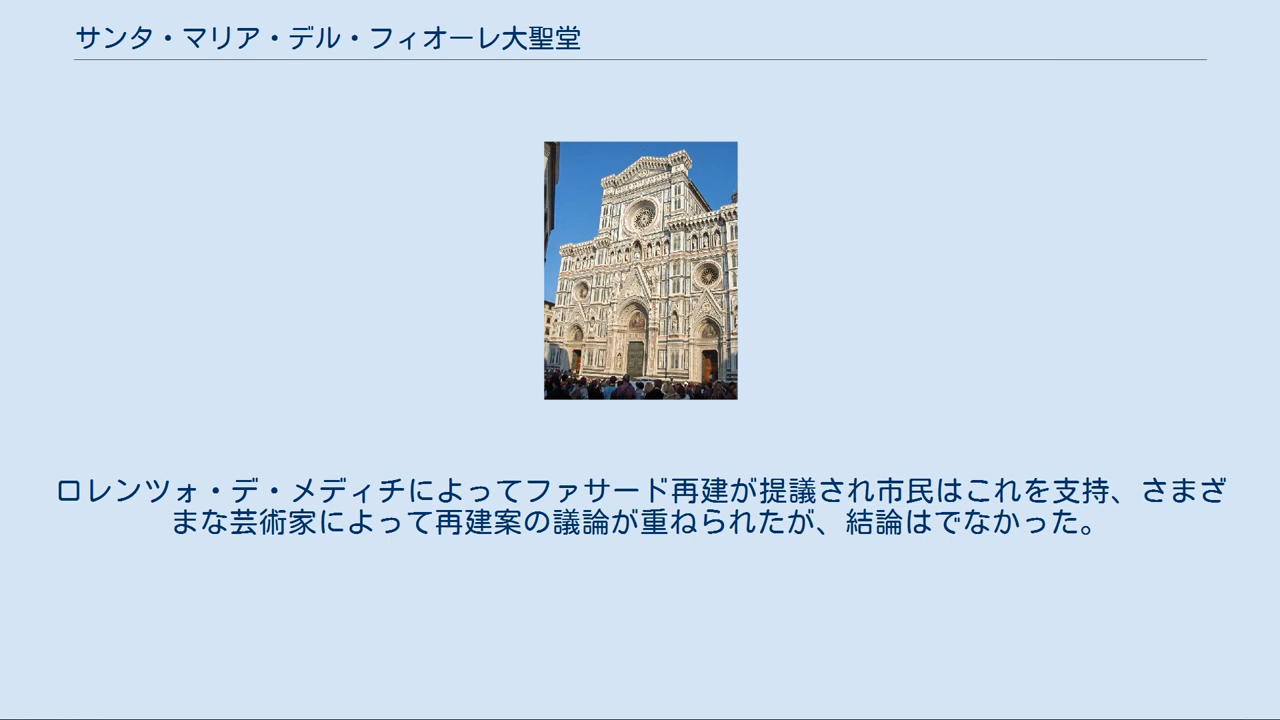 サンタ・マリア・デル・フィオーレ大聖堂
ロレンツォ・デ・メディチによってファサード再建が提議され市民はこれを支持、さまざ
まな芸術家によって再建案の議論が重ねられたが、結論はでなかった。